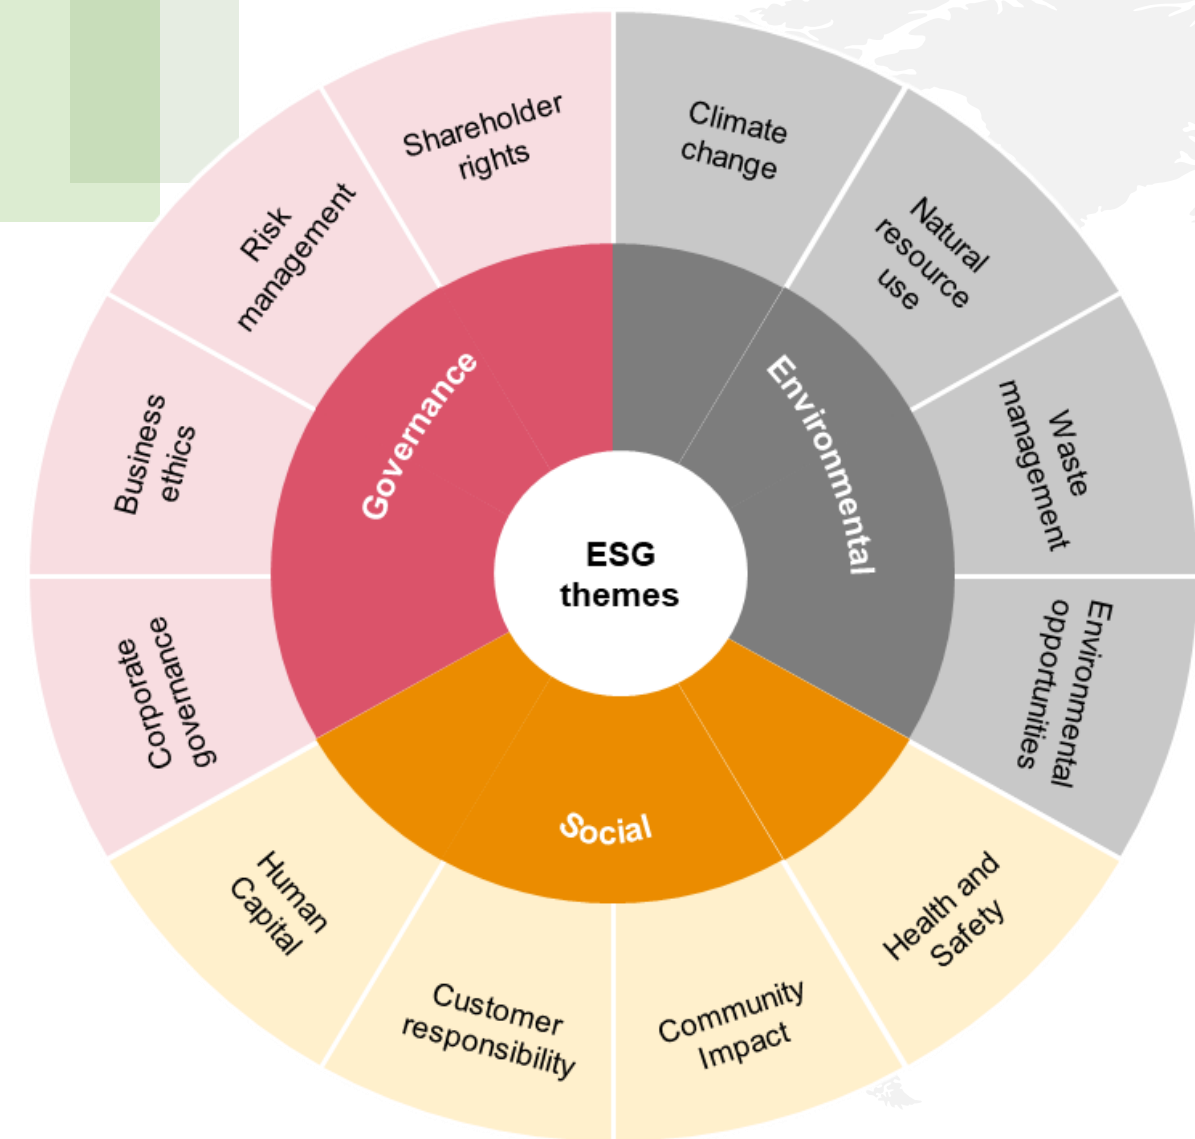 ESG
themes
Environmental
Climate
change
Natural
resource
use
Waste
management
Environmental
opportunities
Social
Health and
Safety
Community
Impact
Customer
responsibility
Human
Capital
Governance
Corporate
governance
Business
ethics
Risk
management
Shareholder
rights